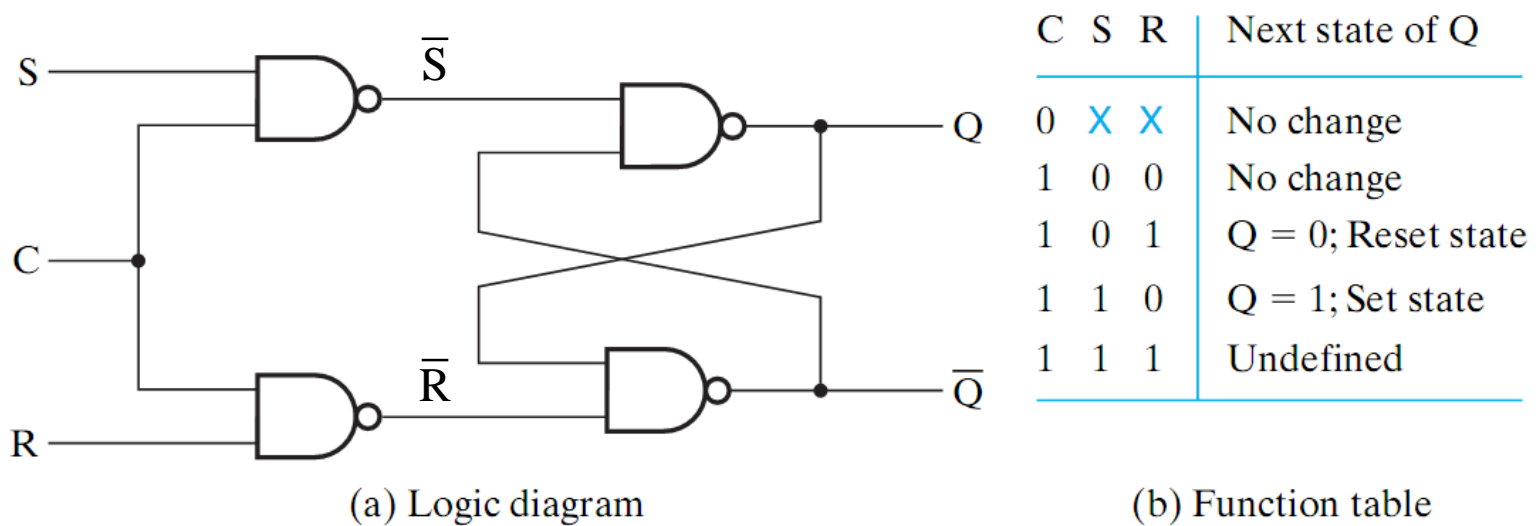 S
C
R
S̅
R̅
Q
Q̅
(a) Logic diagram
C S R Next state of Q
0 X X No change
1 0 0 No change
1 0 1 Q = 0; Reset state
1 1 0 Q = 1; Set state
1 1 1 Undefined
(b) Function table